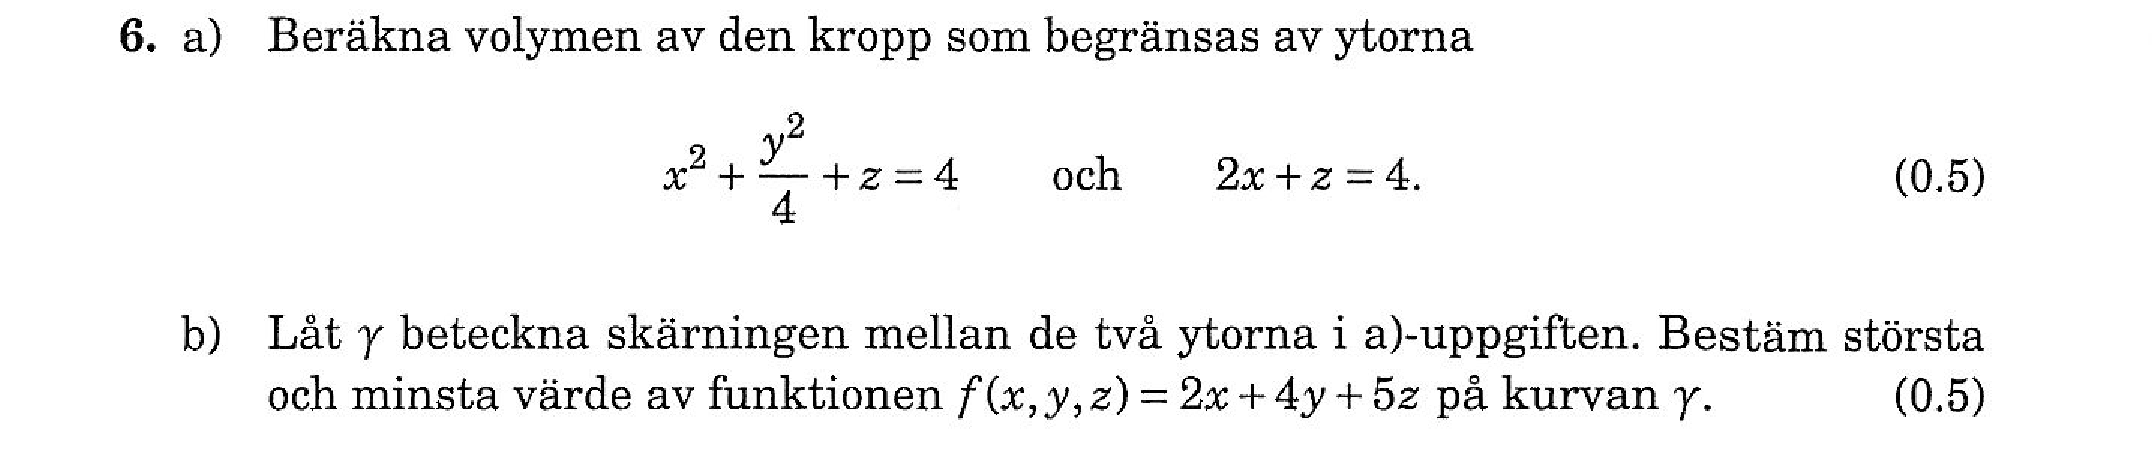 6. a) Beräkna volymen av den kropp som begränsas av ytorna
x² + y²/4 + z = 4 och 2x + z = 4. (0.5)
b) Låt γ beteckna skärningen mellan de två ytorna i a)-uppgiften. Bestäm största
och minsta värde av funktionen f(x, y, z) = 2x + 4y + 5z på kurvan γ. (0.5)